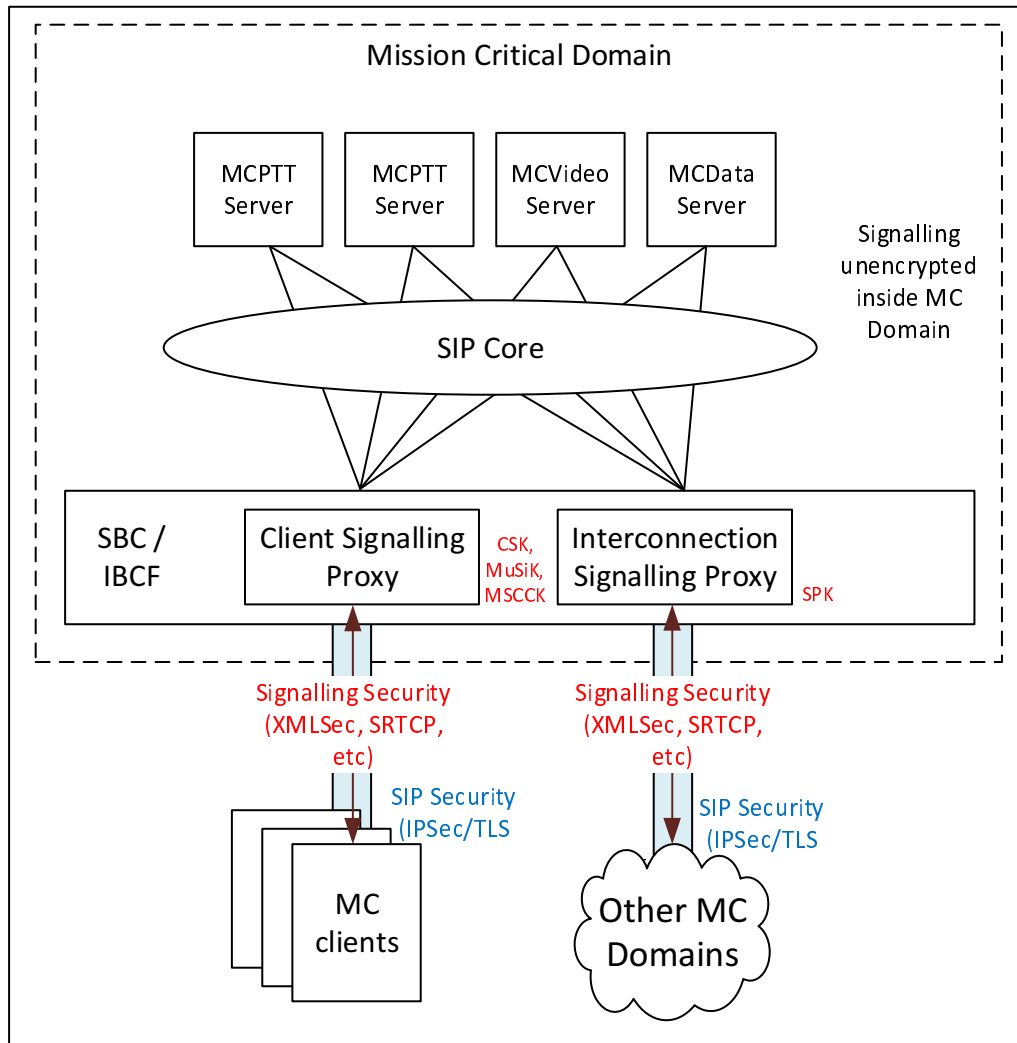 Mission Critical Domain
MCPTT
Server
MCPTT
Server
MCVideo
Server
MCData
Server
Signalling
unencrypted
inside MC
Domain
SIP Core
SBC /
IBCF
Client Signalling
Proxy
CSK,
MuSiK,
MSCCK
Interconnection
Signalling Proxy
SPK
Signalling Security
(XMLSec, SRTCP,
etc)
Signalling Security
(XMLSec, SRTCP,
etc)
SIP Security
(IPSec/TLS
SIP Security
(IPSec/TLS
MC
clients
Other MC
Domains